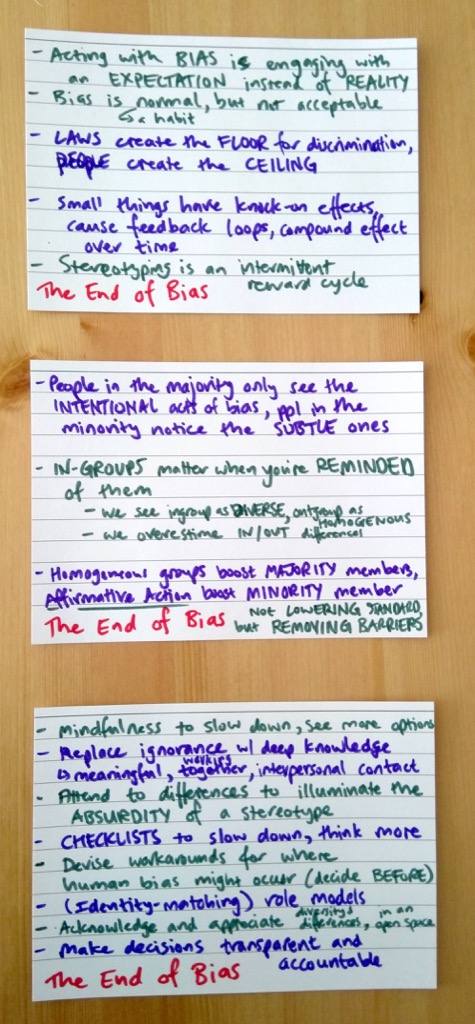 - Acting with BIAS is engaging with
an EXPECTATION instead of REALITY
- Bias is normal, but not acceptable
↳ a habit
- LAWS create the FLOOR for discrimination,
PEOPLE create the CEILING
- Small things have knock-on effects,
cause feedback loops, compound effect
over time
- Stereotyping is an intermittent
reward cycle
The End of Bias
- People in the majority only see the
INTENTIONAL acts of bias, ppl in the
minority notice the SUBTLE ones
- IN-GROUPS matter when you're REMINDED
of them
- we see ingroup as DIVERSE, outgroup as
HOMOGENOUS
- we overestime IN/OUT differences
- Homogeneous groups boost MAJORITY members,
Affirmative Action boost MINORITY member
NOT LOWERING STANDARD,
but REMOVING BARRIERS
The End of Bias
- Mindfulness to slow down, see more options
- Replace ignorance w/ deep knowledge
↳ meaningful, working together, interpersonal contact
- Attend to differences to illuminate the
ABSURDITY of a stereotype
- CHECKLISTS to slow down, think more
- Devise workarounds for where
human bias might occur (decide BEFORE)
- (Identity-matching) role models
- Acknowledge and appreciate diversity & differences, in an open space
- Make decisions transparent and
accountable
The End of Bias